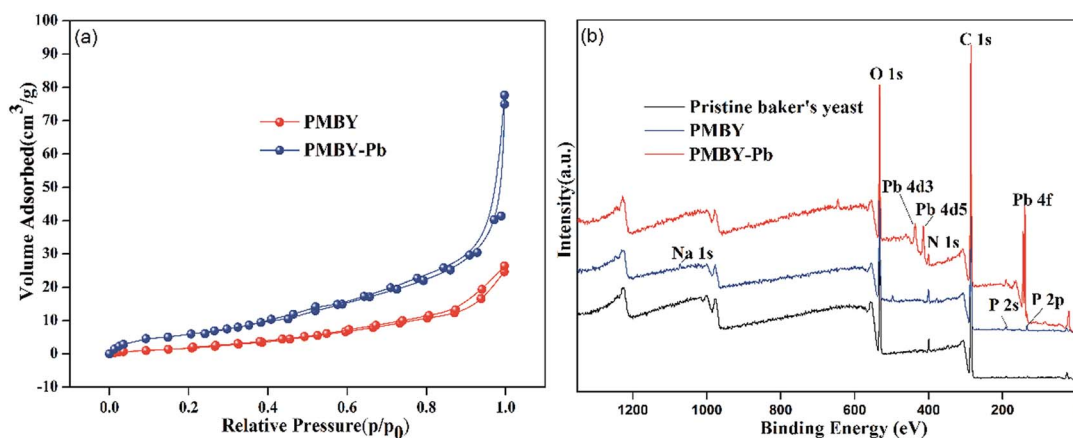 (a)
100
90
80
70
60
50
40
30
20
10
0
-10
Volume Adsorbed(cm³/g)
PMBY
PMBY-Pb
0.0 0.2 0.4 0.6 0.8 1.0
Relative Pressure(p/p₀)
(b)
C 1s
O 1s
Pristine baker's yeast
PMBY
PMBY-Pb
Pb 4d3
Pb 4d5
Pb 4f
N 1s
Na 1s
P 2s
P 2p
Intensity(a.u.)
1200 1000 800 600 400 200
Binding Energy (eV)